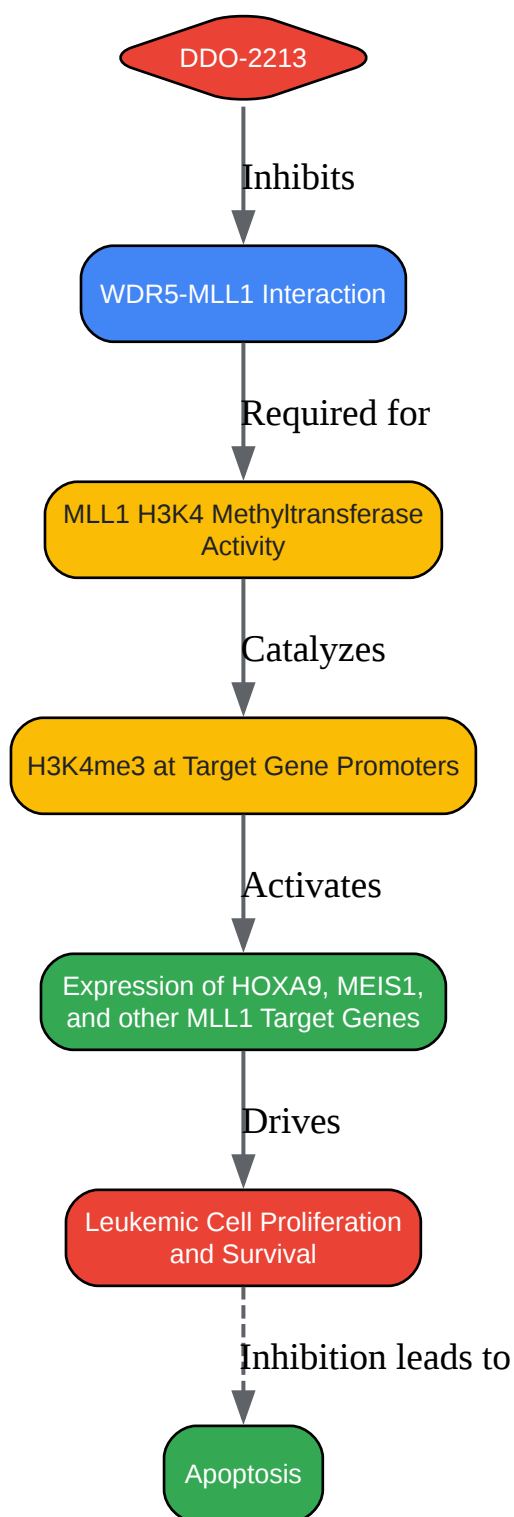 DDO-2213
Inhibits
WDR5-MLL1 Interaction
Required for
MLL1 H3K4 Methyltransferase
Activity
Catalyzes
H3K4me3 at Target Gene Promoters
Activates
Expression of HOXA9, MEIS1,
and other MLL1 Target Genes
Drives
Leukemic Cell Proliferation
and Survival
Inhibition leads to
Apoptosis